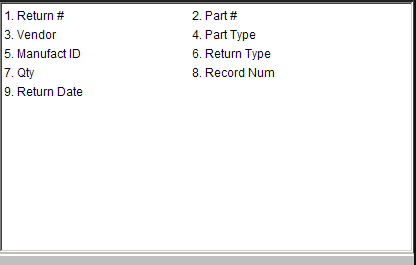 1. Return # 2. Part #
3. Vendor 4. Part Type
5. Manufact ID 6. Return Type
7. Qty 8. Record Num
9. Return Date